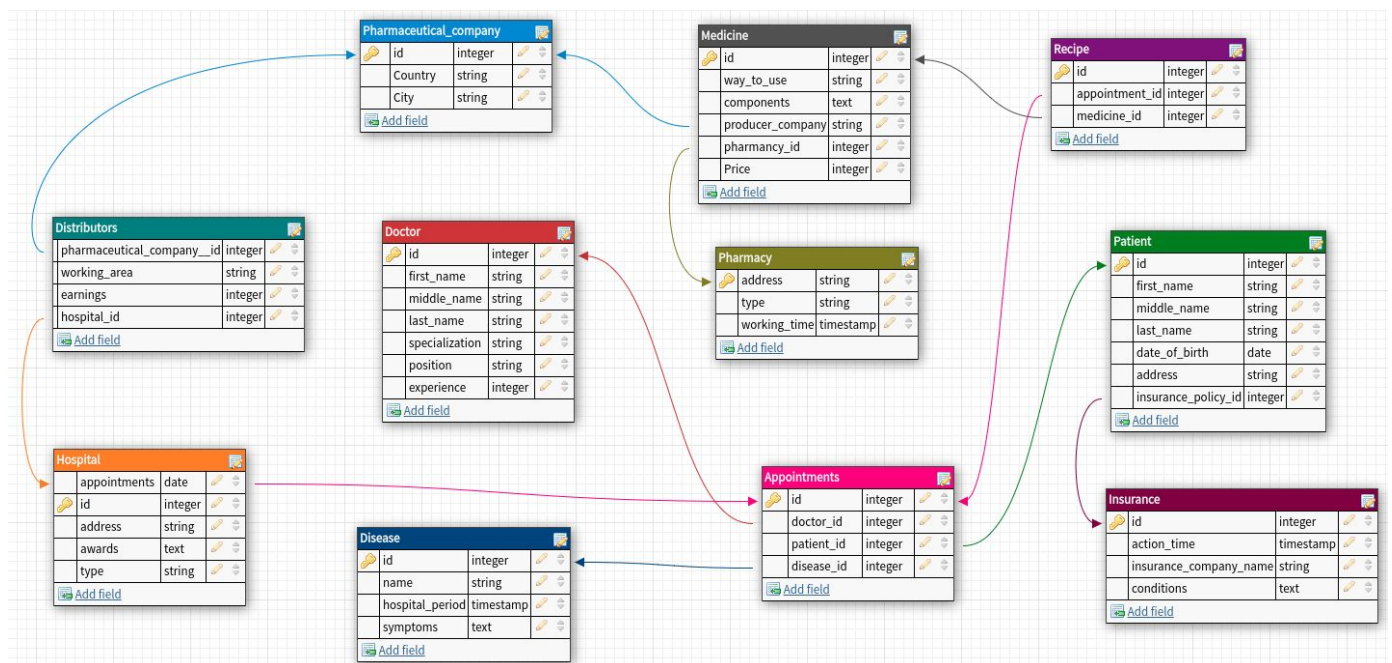 Pharmaceutical_company
id integer
Country string
City string
Add field
Medicine
id integer
way_to_use string
components text
producer_company string
pharmancy_id integer
Price integer
Add field
Recipe
id integer
appointment_id integer
medicine_id integer
Add field
Distributors
pharmaceutical_company__id integer
working_area string
earnings integer
hospital_id integer
Add field
Doctor
id integer
first_name string
middle_name string
last_name string
specialization string
position string
experience integer
Add field
Pharmacy
address string
type string
working_time timestamp
Add field
Patient
id integer
first_name string
middle_name string
last_name string
date_of_birth date
address string
insurance_policy_id integer
Add field
Hospital
appointments date
id integer
address string
awards text
type string
Add field
Disease
id integer
name string
hospital_period timestamp
symptoms text
Add field
Appointments
id integer
doctor_id integer
patient_id integer
disease_id integer
Add field
Insurance
id integer
action_time timestamp
insurance_company_name string
conditions text
Add field